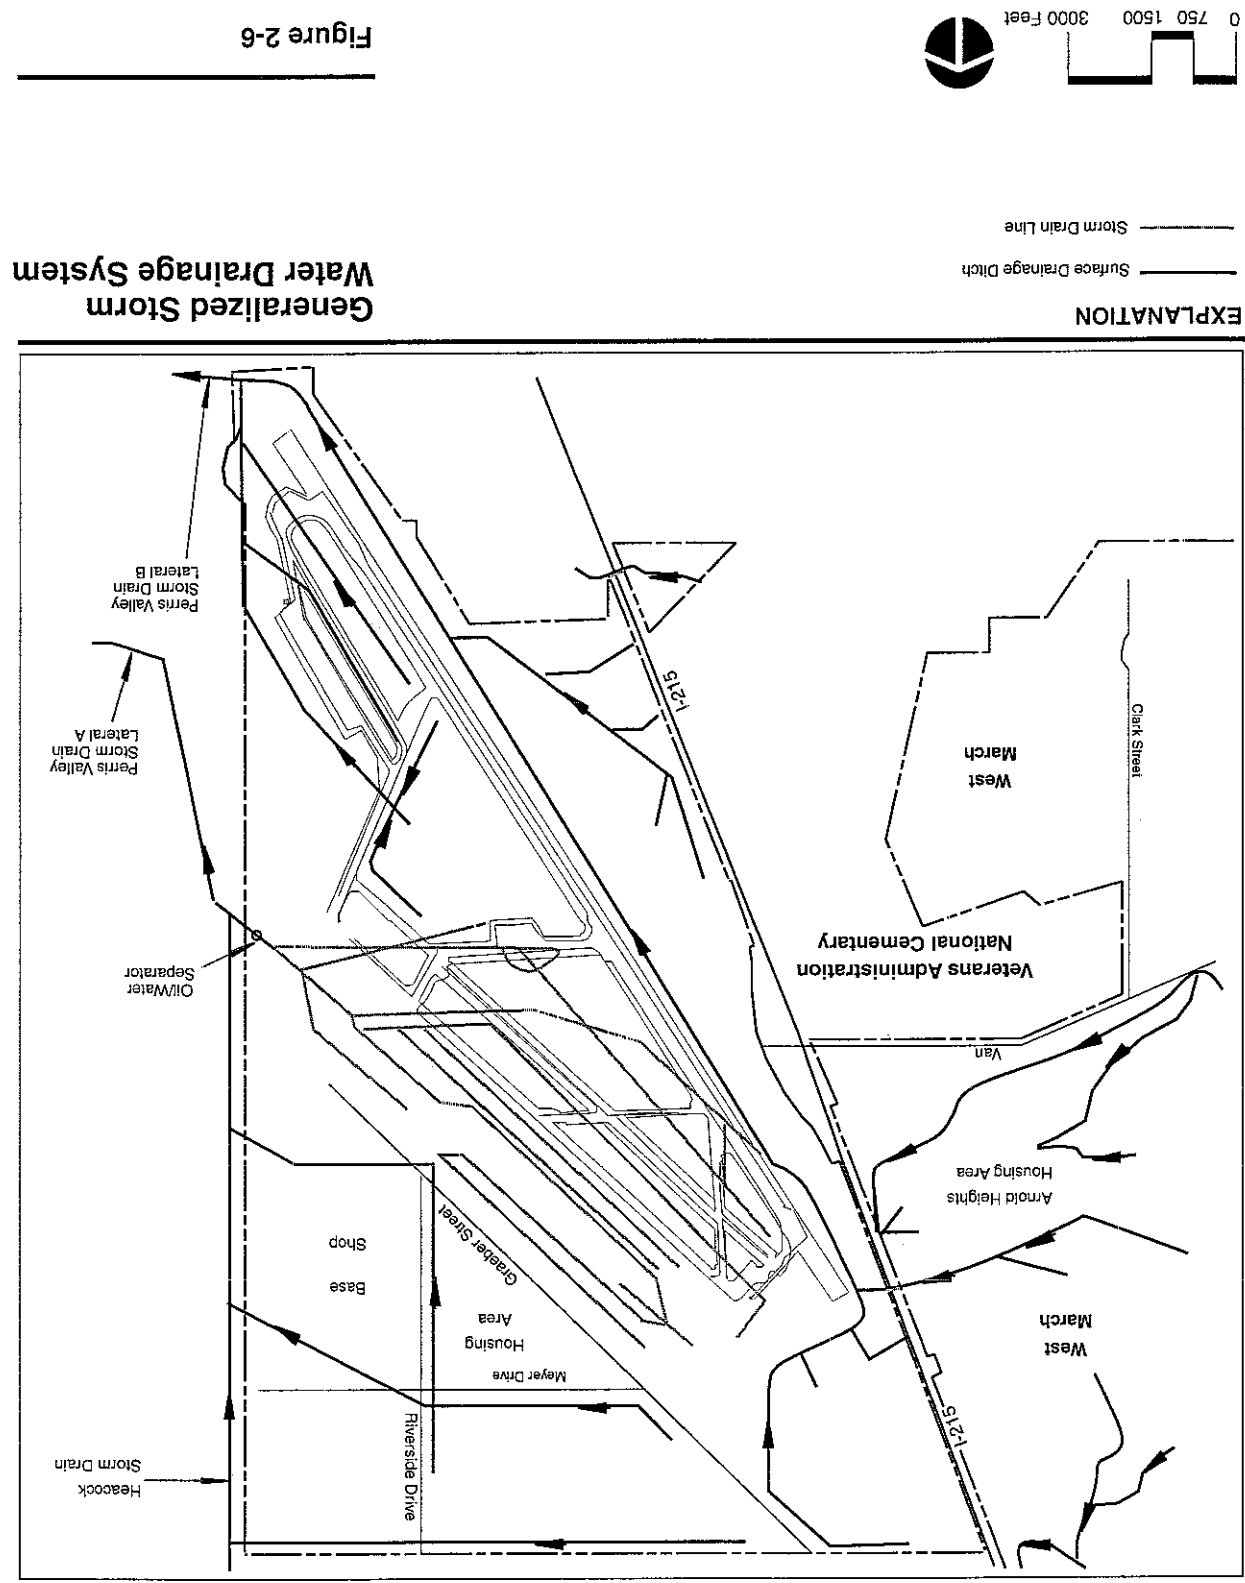 I-215
West
March
Heacock
Storm Drain
Riverside Drive
Meyer Drive
Housing
Area
Base
Shop
Graeber Street
Arnold Heights
Housing Area
Van
Veterans Administration
National Cementary
Oil/Water
Separator
West
March
Clark Street
I-215
Perris Valley
Storm Drain
Lateral A
Perris Valley
Storm Drain
Lateral B
EXPLANATION
Surface Drainage Ditch
Storm Drain Line
Generalized Storm
Water Drainage System
0 750 1500 3000 Feet
Figure 2-6